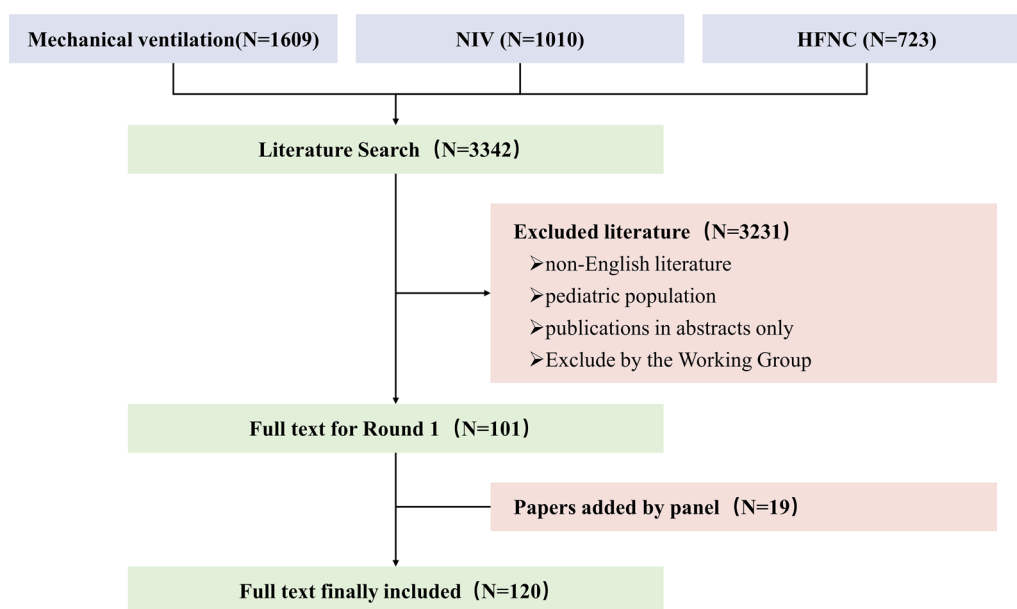 Mechanical ventilation(N=1609)
NIV (N=1010)
HFNC (N=723)
Literature Search（N=3342）
Excluded literature（N=3231）
➢non-English literature
➢pediatric population
➢publications in abstracts only
➢Exclude by the Working Group
Full text for Round 1（N=101）
Papers added by panel（N=19）
Full text finally included（N=120）